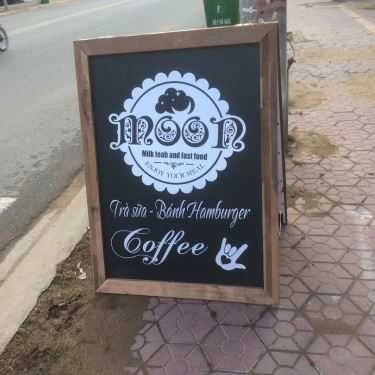 MOON
Milk teah and fast food
ENJOY YOUR MEAL
Trà sữa - Bánh Hamburger
Coffee